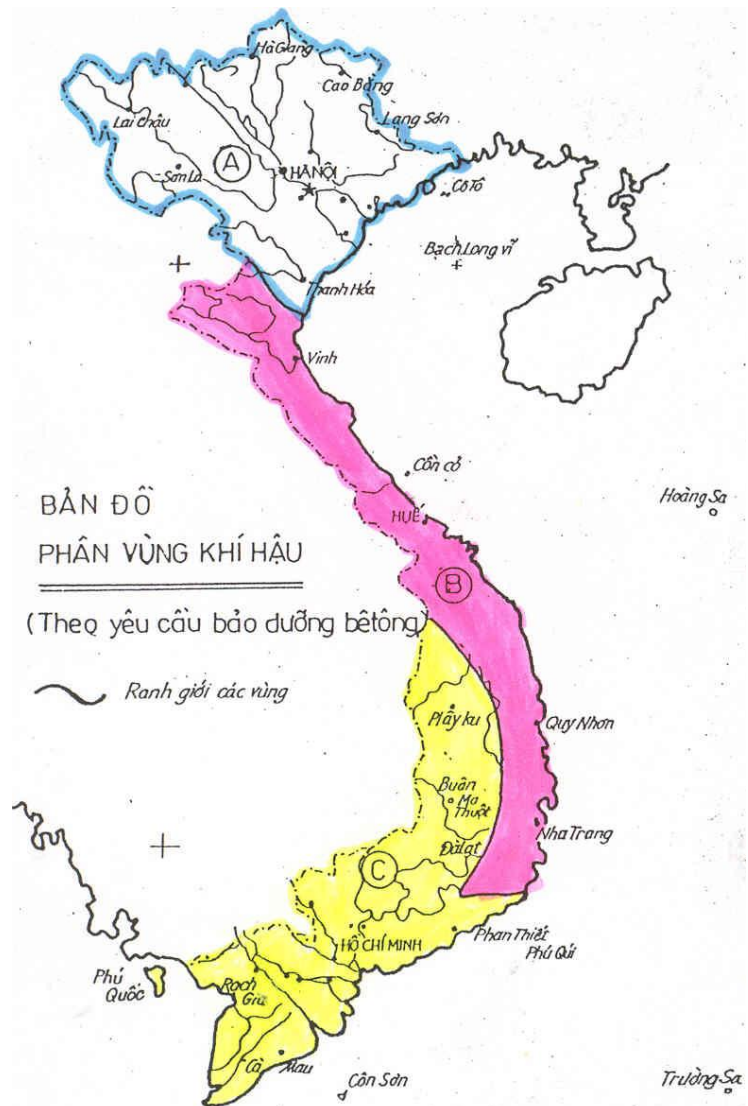 Hà Giang
Cao Bằng
Lai Châu
Lạng Sơn
A
Sơn La
HÀ NỘI
Cô Tô
Bạch Long vĩ
Thanh Hóa
Vinh
Cồn cỏ
BẢN ĐỒ
Hoàng Sa
HUẾ
PHÂN VÙNG KHÍ HẬU
B
(Theo yêu cầu bảo dưỡng bêtông)
Ranh giới các vùng
Plâyku
Quy Nhơn
Buôn
Ma
Thuột
Nha Trang
Đàlạt
C
HỒ CHÍ MINH
Phan Thiết
Phú Quí
Phú
Quốc
Rạch
Giá
Cà Mau
Côn Sơn
Trường Sa